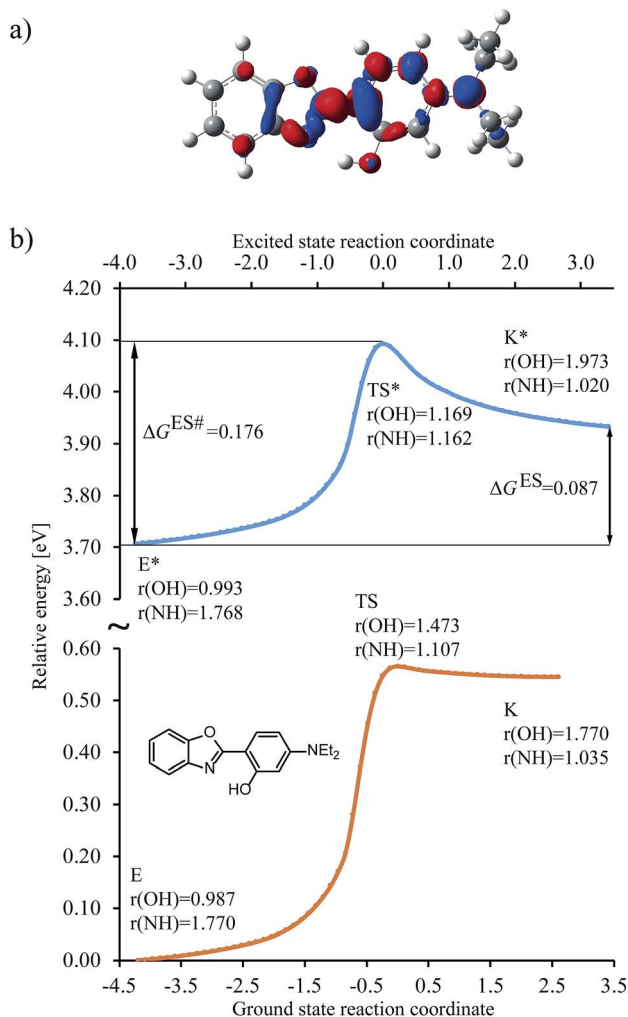 a)
b)
Excited state reaction coordinate
-4.0 -3.0 -2.0 -1.0 0.0 1.0 2.0 3.0
4.20
4.10
4.00
3.90
3.80
3.70
3.60
K*
r(OH)=1.973
r(NH)=1.020
TS*
r(OH)=1.169
r(NH)=1.162
ΔG ES# =0.176
ΔG ES =0.087
E*
r(OH)=0.993
r(NH)=1.768
Relative energy [eV]
~
TS
r(OH)=1.473
r(NH)=1.107
0.60
0.50
0.40
0.30
0.20
0.10
0.00
K
r(OH)=1.770
r(NH)=1.035
O
N
HO
NEt2
E
r(OH)=0.987
r(NH)=1.770
-4.5 -3.5 -2.5 -1.5 -0.5 0.5 1.5 2.5 3.5
Ground state reaction coordinate